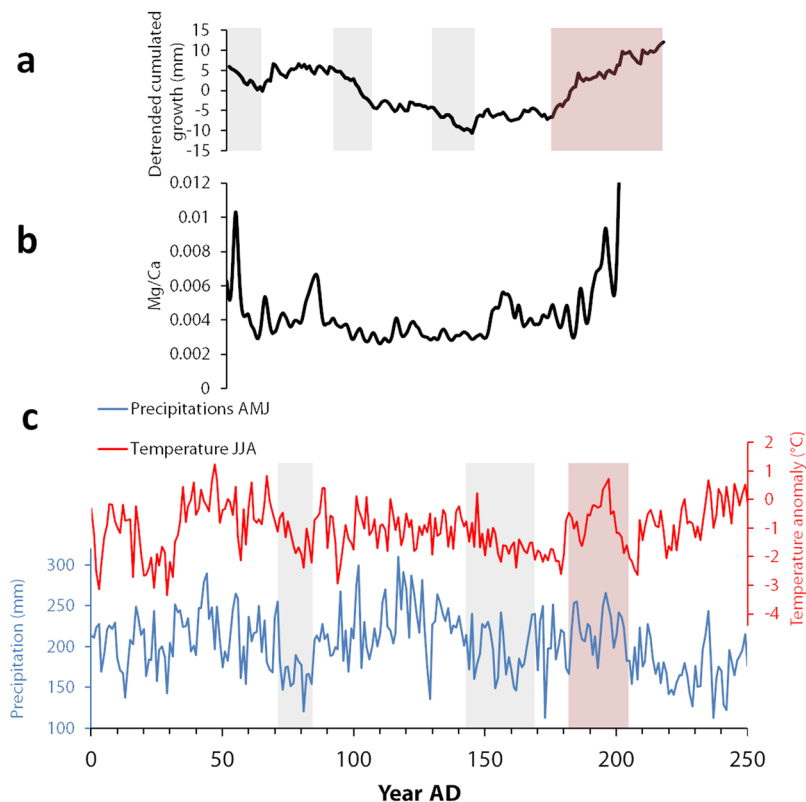 a
Detrended cumulated
growth (mm)
15
10
5
0
-5
-10
-15
b
Mg/Ca
0.012
0.01
0.008
0.006
0.004
0.002
0
c
Precipitations AMJ
Temperature JJA
Precipitation (mm)
300
250
200
150
100
2
1
0
-1
-2
-3
-4
Temperature anomaly (°C)
0 50 100 150 200 250
Year AD